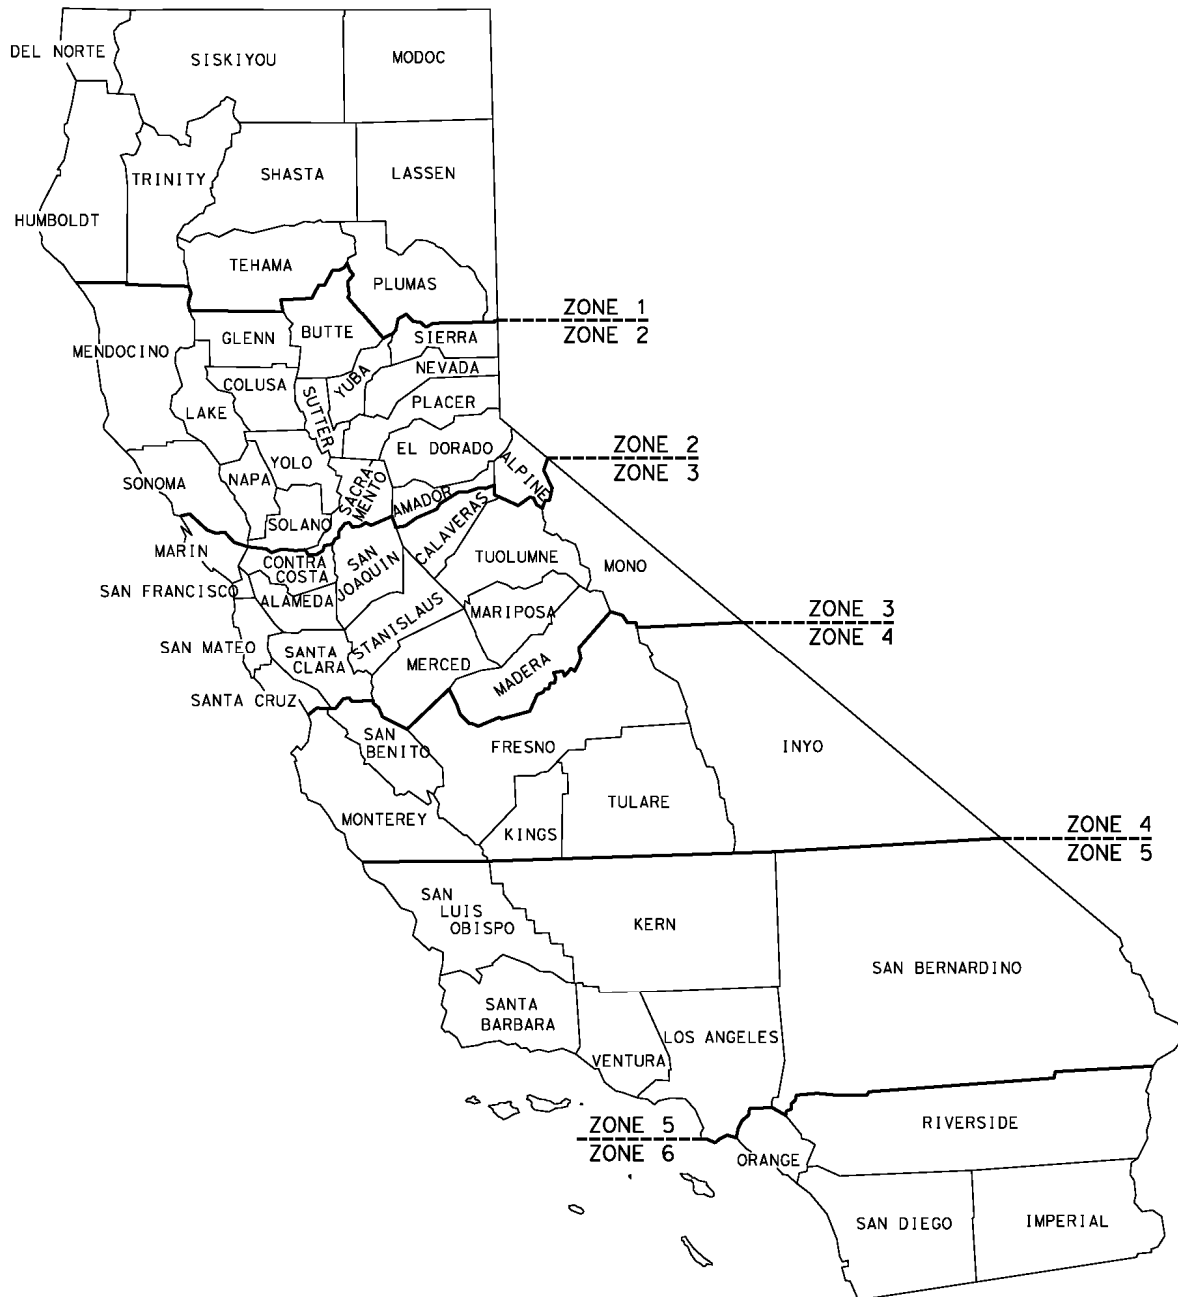 DEL NORTE
SISKIYOU
MODOC
TRINITY
SHASTA
LASSEN
HUMBOLDT
TEHAMA
PLUMAS
ZONE 1
ZONE 2
MENDOCINO
GLENN
BUTTE
SIERRA
NEVADA
COLUSA
SUTTER
YUBA
PLACER
LAKE
ZONE 2
ZONE 3
EL DORADO
ALPINE
YOLO
NAPA
SONOMA
SACRA-
MENTO
AMADOR
SOLANO
CALAVERAS
MARIN
CONTRA
COSTA
SAN
JOAQUIN
TUOLUMNE
MONO
SAN FRANCISCO
ALAMEDA
STANISLAUS
MARIPOSA
ZONE 3
ZONE 4
SAN MATEO
SANTA
CLARA
MERCED
MADERA
SANTA CRUZ
SAN
BENITO
FRESNO
INYO
MONTEREY
KINGS
TULARE
ZONE 4
ZONE 5
SAN
LUIS
OBISPO
KERN
SAN BERNARDINO
SANTA
BARBARA
VENTURA
LOS ANGELES
ZONE 5
ZONE 6
RIVERSIDE
ORANGE
SAN DIEGO
IMPERIAL